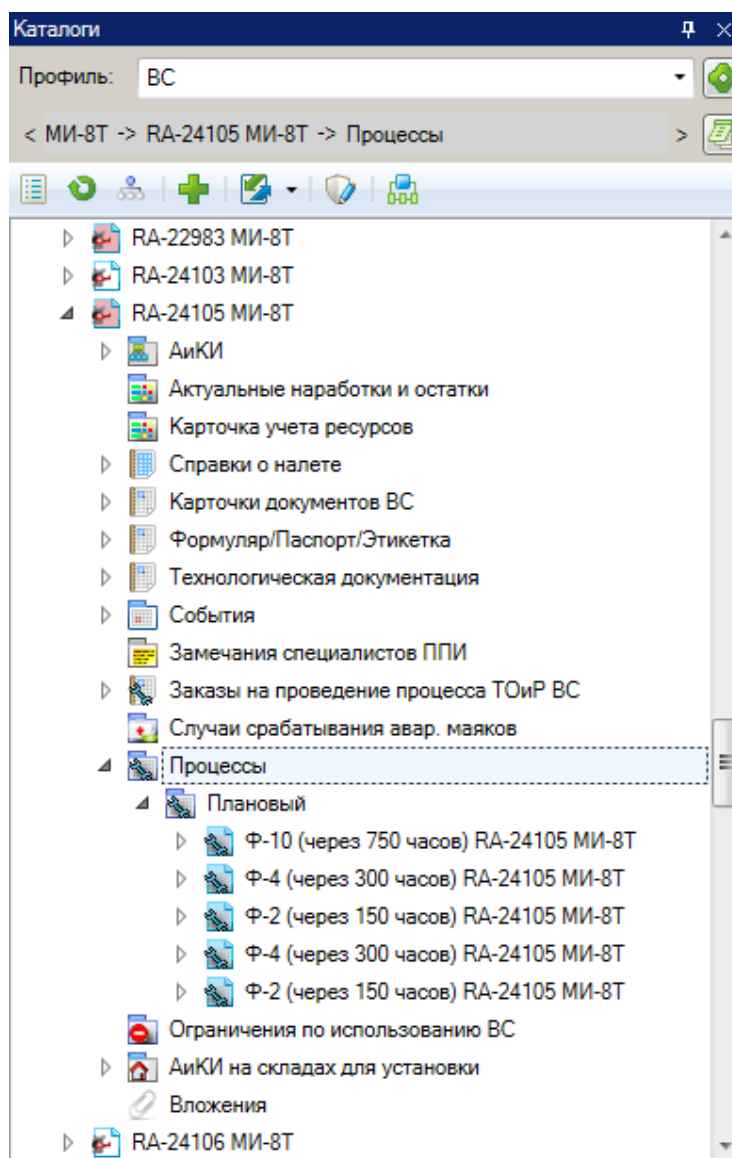 Каталоги
Профиль: ВС
< МИ-8Т -> RA-24105 МИ-8Т -> Процессы >
RA-22983 МИ-8Т
RA-24103 МИ-8Т
RA-24105 МИ-8Т
АиКИ
Актуальные наработки и остатки
Карточка учета ресурсов
Справки о налете
Карточки документов ВС
Формуляр/Паспорт/Этикетка
Технологическая документация
События
Замечания специалистов ППИ
Заказы на проведение процесса ТОиР ВС
Случаи срабатывания авар. маяков
Процессы
Плановый
Ф-10 (через 750 часов) RA-24105 МИ-8Т
Ф-4 (через 300 часов) RA-24105 МИ-8Т
Ф-2 (через 150 часов) RA-24105 МИ-8Т
Ф-4 (через 300 часов) RA-24105 МИ-8Т
Ф-2 (через 150 часов) RA-24105 МИ-8Т
Ограничения по использованию ВС
АиКИ на складах для установки
Вложения
RA-24106 МИ-8Т